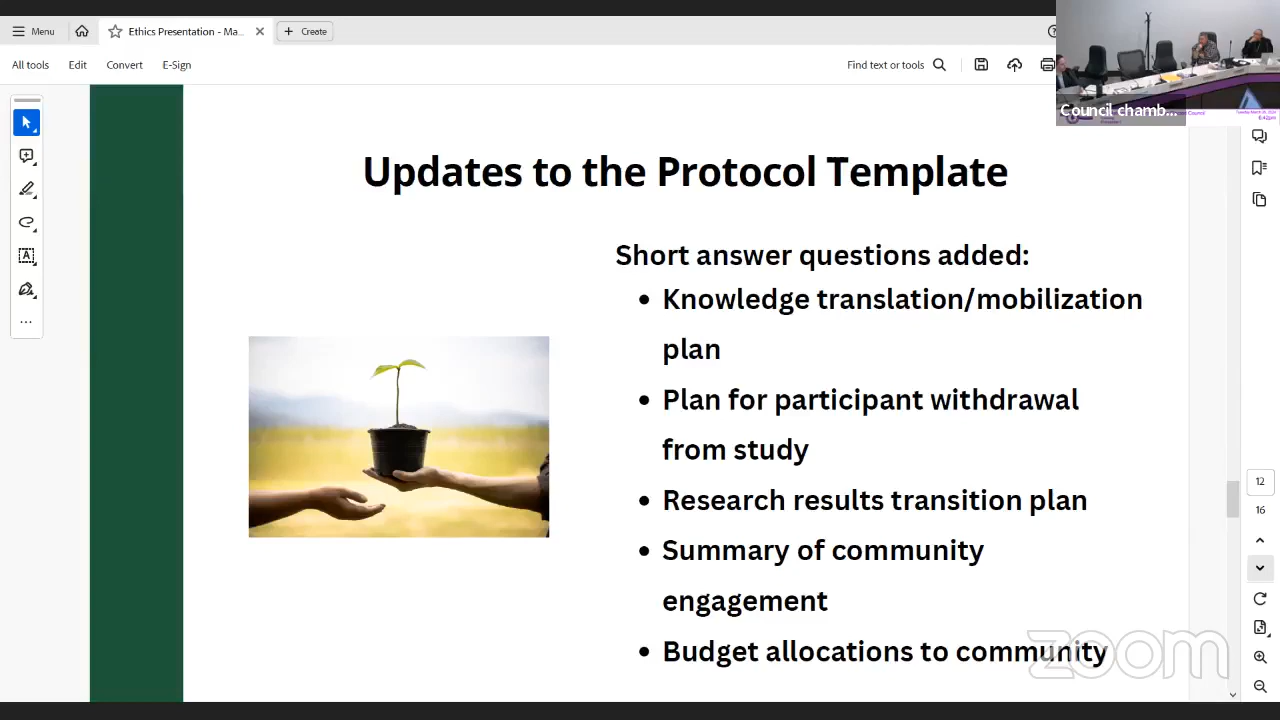 Menu
Ethics Presentation - Ma...
Create
All tools
Edit
Convert
E-Sign
Find text or tools
Council chamb...
Updates to the Protocol Template
Short answer questions added:
• Knowledge translation/mobilization
plan
• Plan for participant withdrawal
from study
• Research results transition plan
• Summary of community
engagement
• Budget allocations to community
12
16
zoom